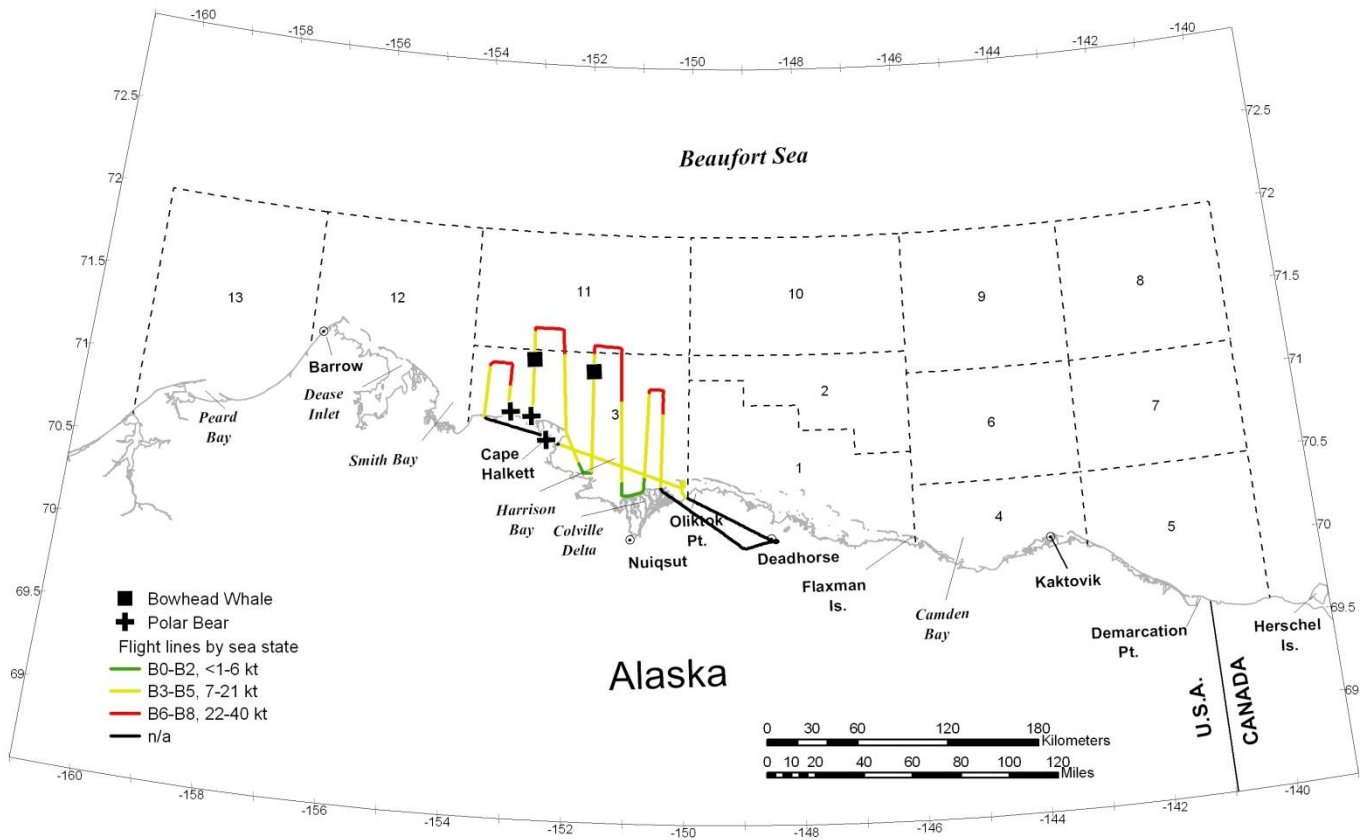 -160
-158
-156
-154
-152
-150
-148
-146
-144
-142
-140
72.5
72.5
Beaufort Sea
72
72
71.5
71.5
13
12
11
10
9
8
71
71
Barrow
Dease
Inlet
Peard
Bay
2
3
6
7
70.5
70.5
Smith Bay
Cape
Halkett
1
Harrison
Bay
Colville
Delta
Oliktok
Pt.
4
5
70
70
Nuiqsut
Deadhorse
Flaxman
Is.
Kaktovik
Camden
Bay
Demarcation
Pt.
Herschel
Is.
69.5
69.5
Bowhead Whale
Polar Bear
Flight lines by sea state
B0-B2, <1-6 kt
B3-B5, 7-21 kt
B6-B8, 22-40 kt
n/a
69
69
Alaska
U.S.A.
CANADA
0 30 60 120 180
Kilometers
0 10 20 40 60 80 100 120
Miles
-160
-158
-156
-154
-152
-150
-148
-146
-144
-142
-140